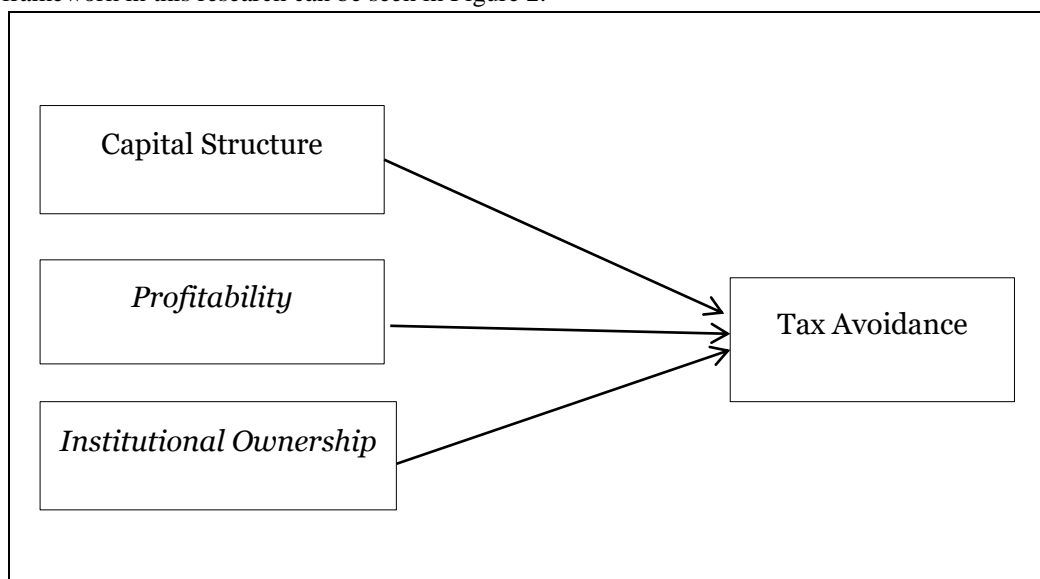 framework in this research can be seen in Figure 2.
Capital Structure
Profitability
Institutional Ownership
Tax Avoidance